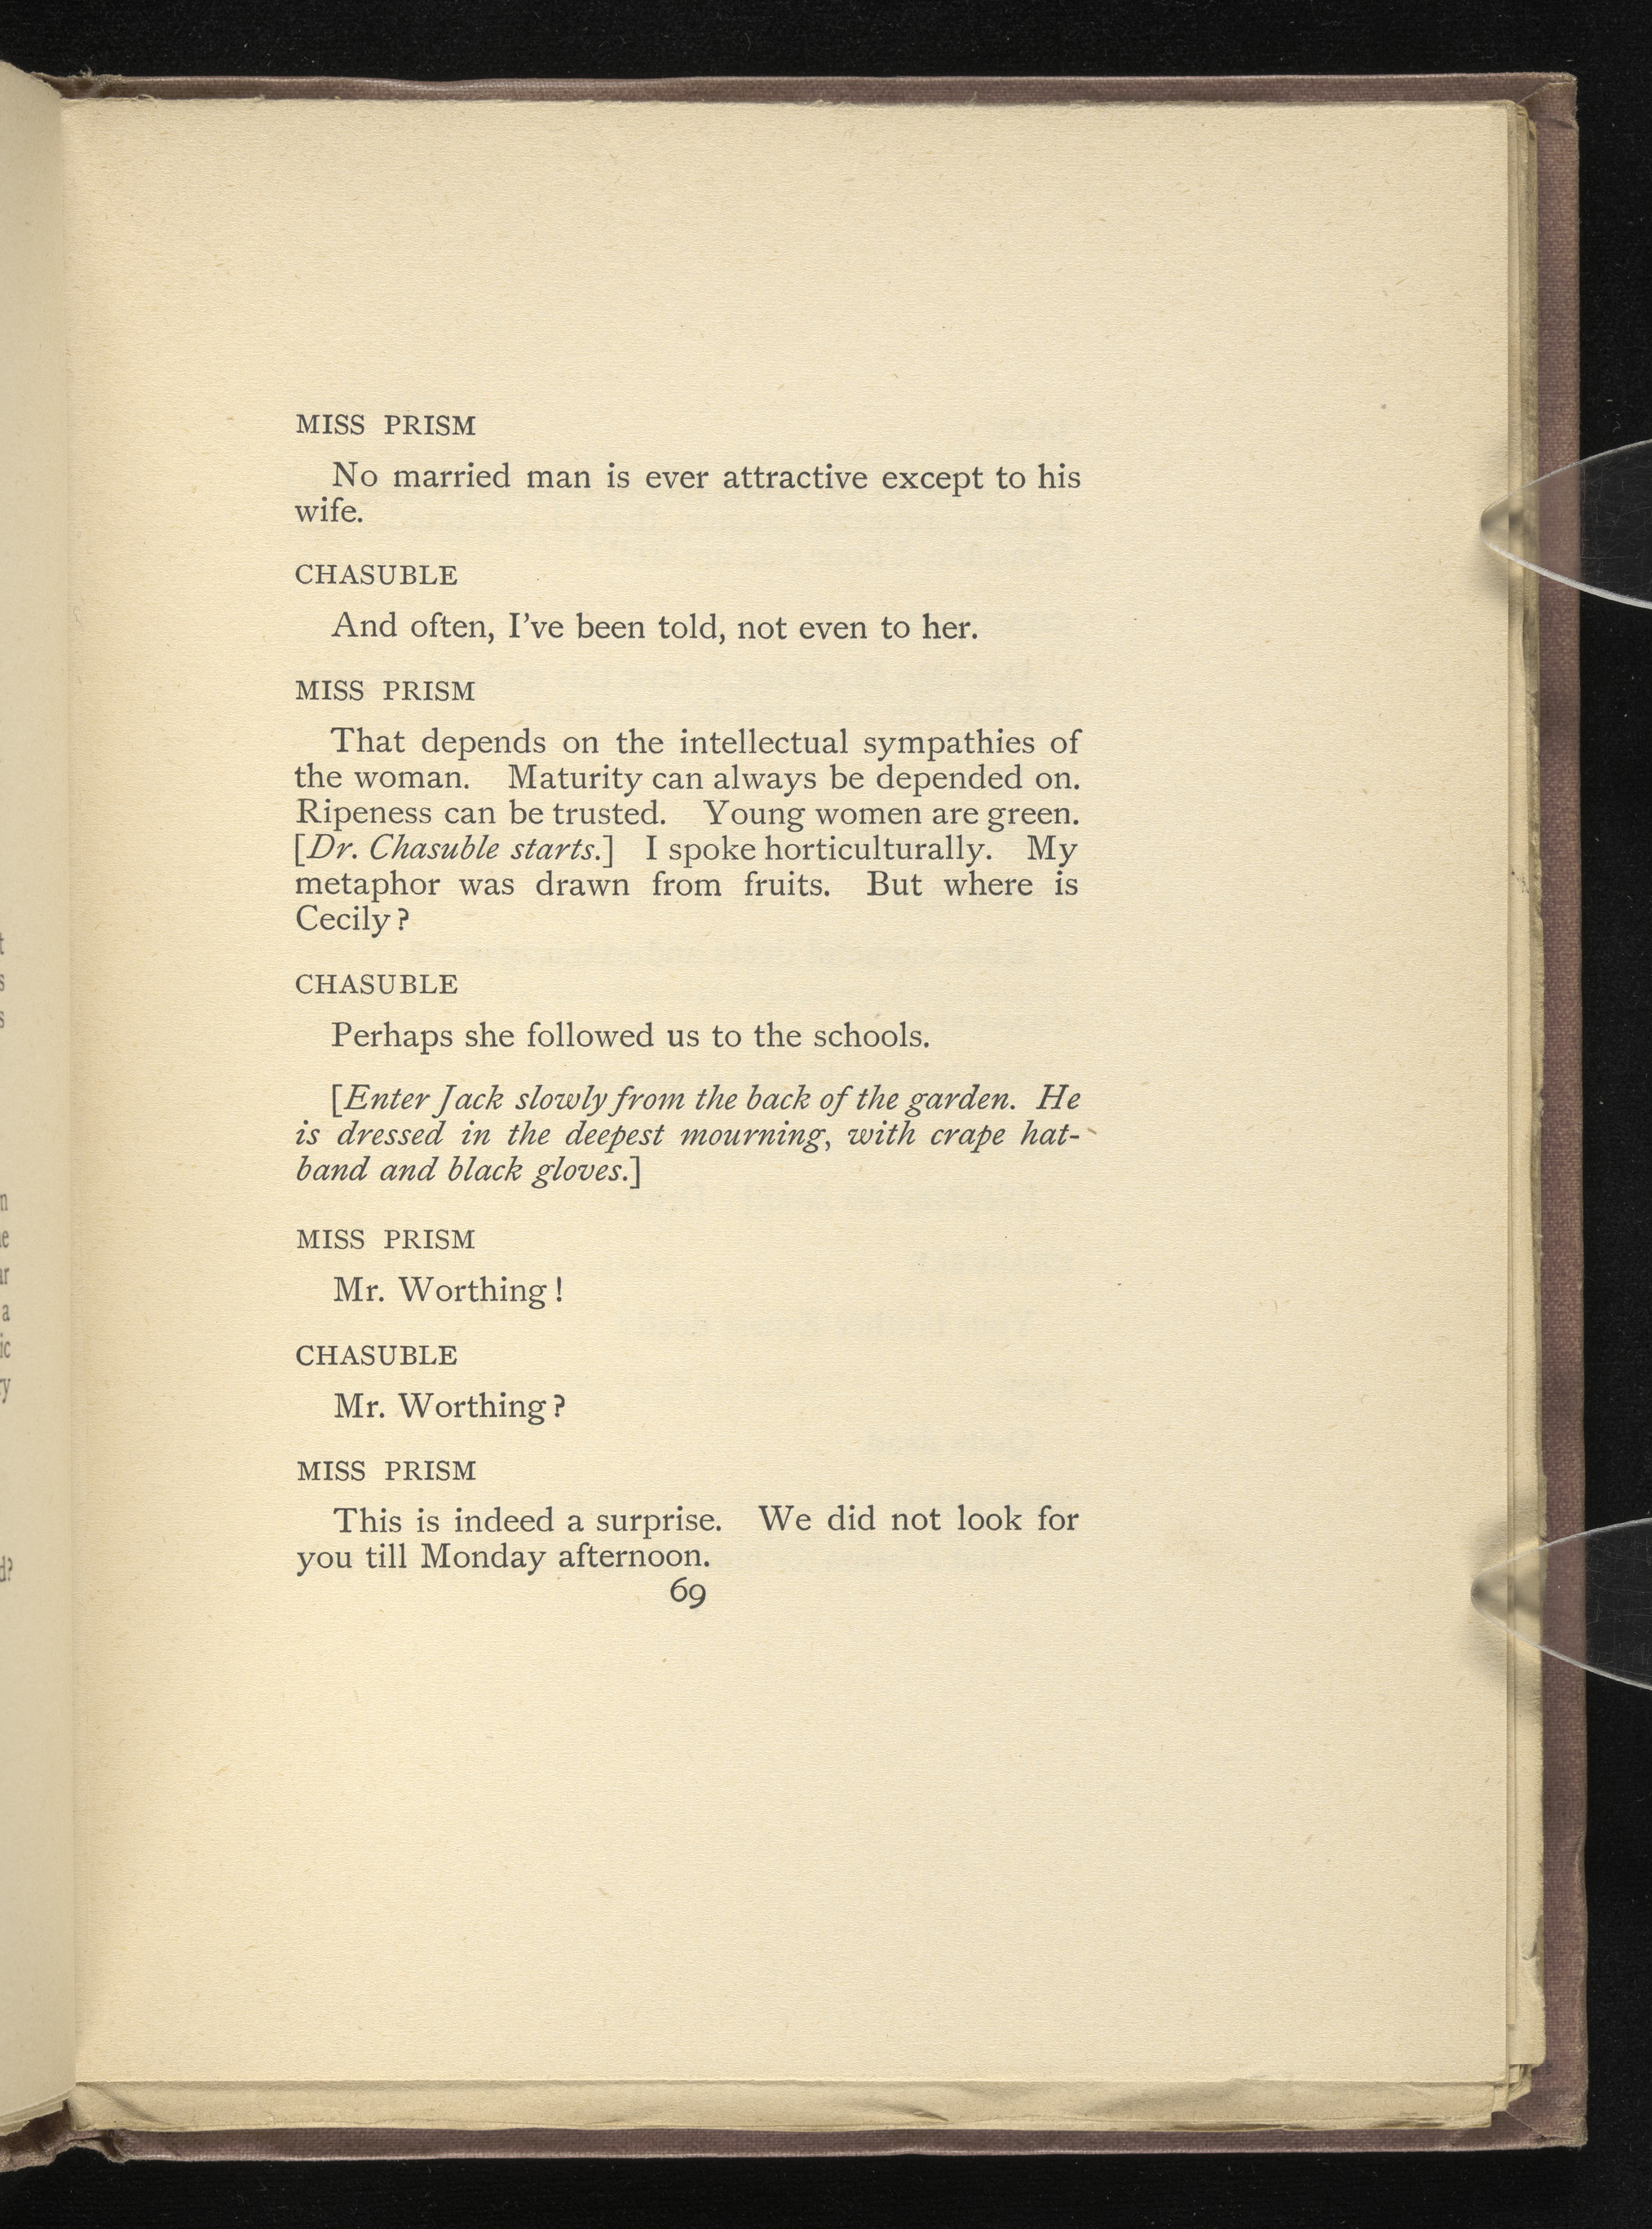 MISS PRISM
No married man is ever attractive except to his
wife.
CHASUBLE
And often, I've been told, not even to her.
MISS PRISM
That depends on the intellectual sympathies of
the woman. Maturity can always be depended on.
Ripeness can be trusted. Young women are green.
[Dr. Chasuble starts.] I spoke horticulturally. My
metaphor was drawn from fruits. But where is
Cecily?
CHASUBLE
Perhaps she followed us to the schools.
[Enter Jack slowly from the back of the garden. He
is dressed in the deepest mourning, with crape hat-
band and black gloves.]
MISS PRISM
Mr. Worthing!
CHASUBLE
Mr. Worthing?
MISS PRISM
This is indeed a surprise. We did not look for
you till Monday afternoon.
69